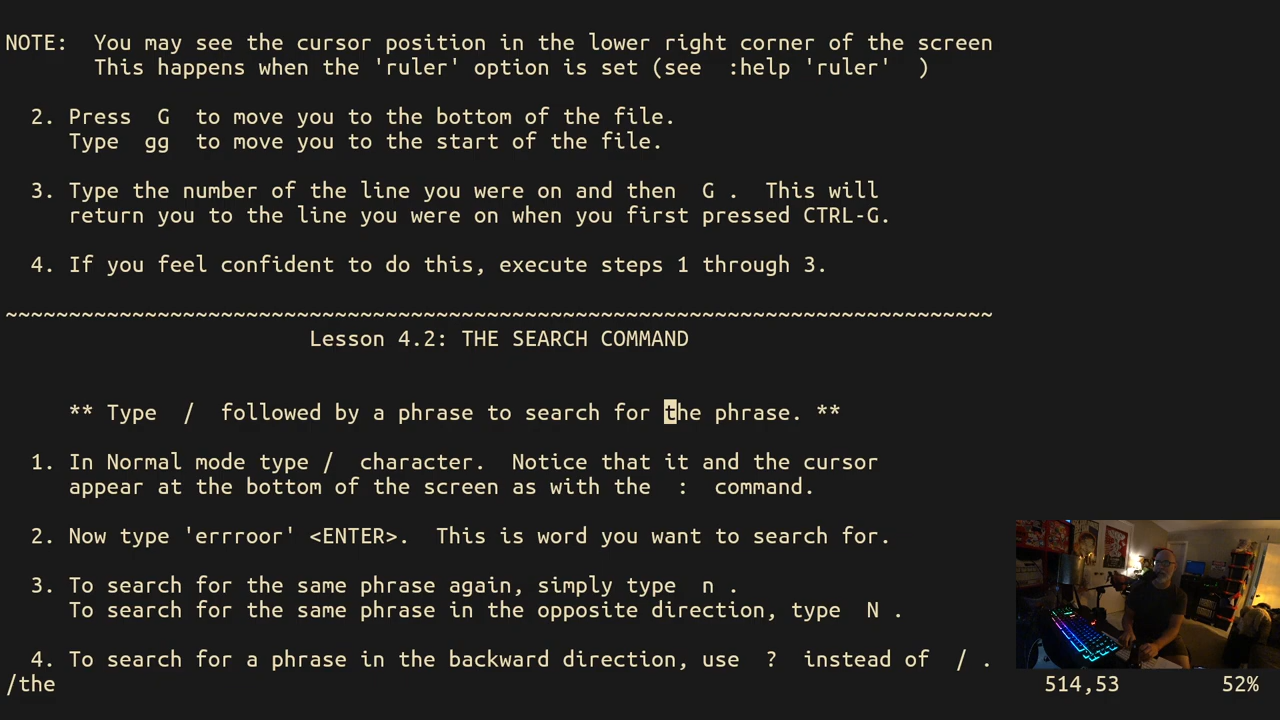 NOTE:  You may see the cursor position in the lower right corner of the screen
This happens when the 'ruler' option is set (see  :help 'ruler'  )
2. Press  G  to move you to the bottom of the file.
Type  gg  to move you to the start of the file.
3. Type the number of the line you were on and then  G .  This will
return you to the line you were on when you first pressed CTRL-G.
4. If you feel confident to do this, execute steps 1 through 3.
~~~~~~~~~~~~~~~~~~~~~~~~~~~~~~~~~~~~~~~~~~~~~~~~~~~~~~~~~~~~~~~~~~~~~~~~~~~~~~
Lesson 4.2: THE SEARCH COMMAND
** Type  /  followed by a phrase to search for the phrase. **
1. In Normal mode type /  character.  Notice that it and the cursor
appear at the bottom of the screen as with the  :  command.
2. Now type 'errroor' <ENTER>.  This is word you want to search for.
3. To search for the same phrase again, simply type  n .
To search for the same phrase in the opposite direction, type  N .
4. To search for a phrase in the backward direction, use  ?  instead of  / .
/the 514,53 52%